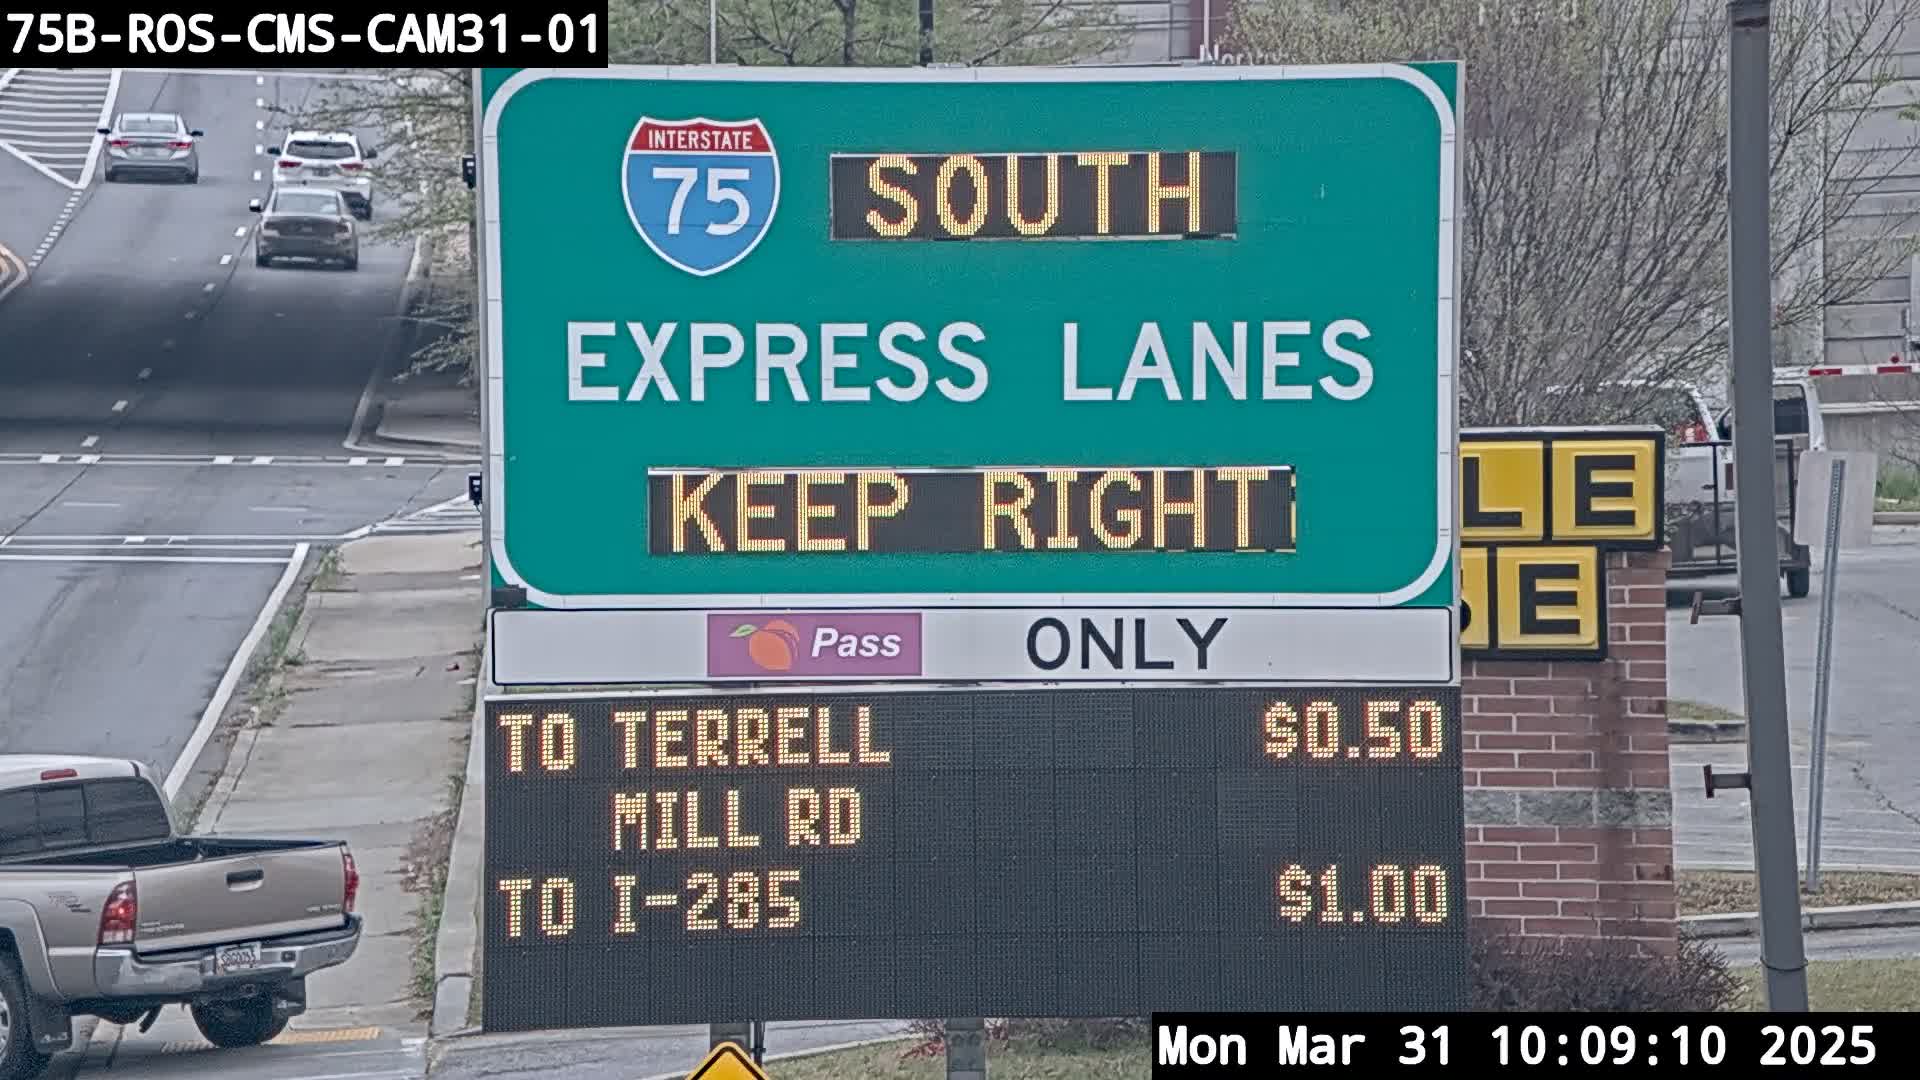 75B-ROS-CMS-CAM31-01
INTERSTATE
75
SOUTH
EXPRESS LANES
KEEP RIGHT
Pass ONLY
TO TERRELL $0.50
MILL RD
TO I-285 $1.00
LE
E
Mon Mar 31 10:09:10 2025